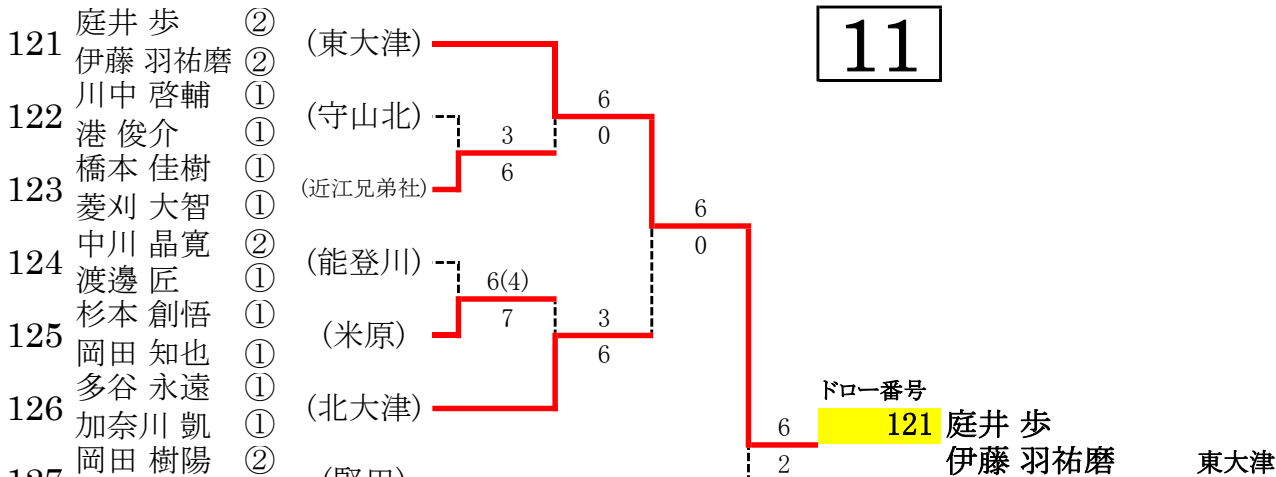 11
121 庭井 歩 ② (東大津)
伊藤 羽祐磨 ②
122 川中 啓輔 ① (守山北)
港 俊介 ①
123 橋本 佳樹 ① (近江兄弟社)
菱刈 大智 ①
124 中川 晶寛 ② (能登川)
渡邊 匠 ①
125 杉本 創悟 ① (米原)
岡田 知也 ①
126 多谷 永遠 ① (北大津)
加奈川 凱 ①
岡田 樹陽 ②
6
0
3
6
6
0
6(4)
7
3
6
6
2
ドロー番号
121 庭井 歩
伊藤 羽祐磨 東大津